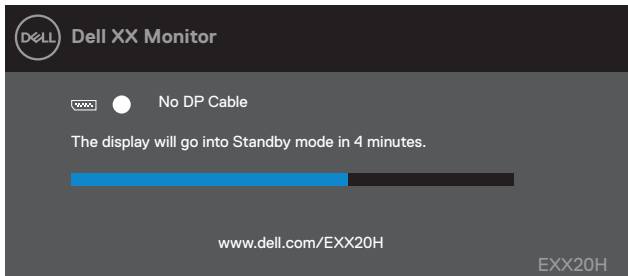 DELL Dell XX Monitor
No DP Cable
The display will go into Standby mode in 4 minutes.
www.dell.com/EXX20H
EXX20H